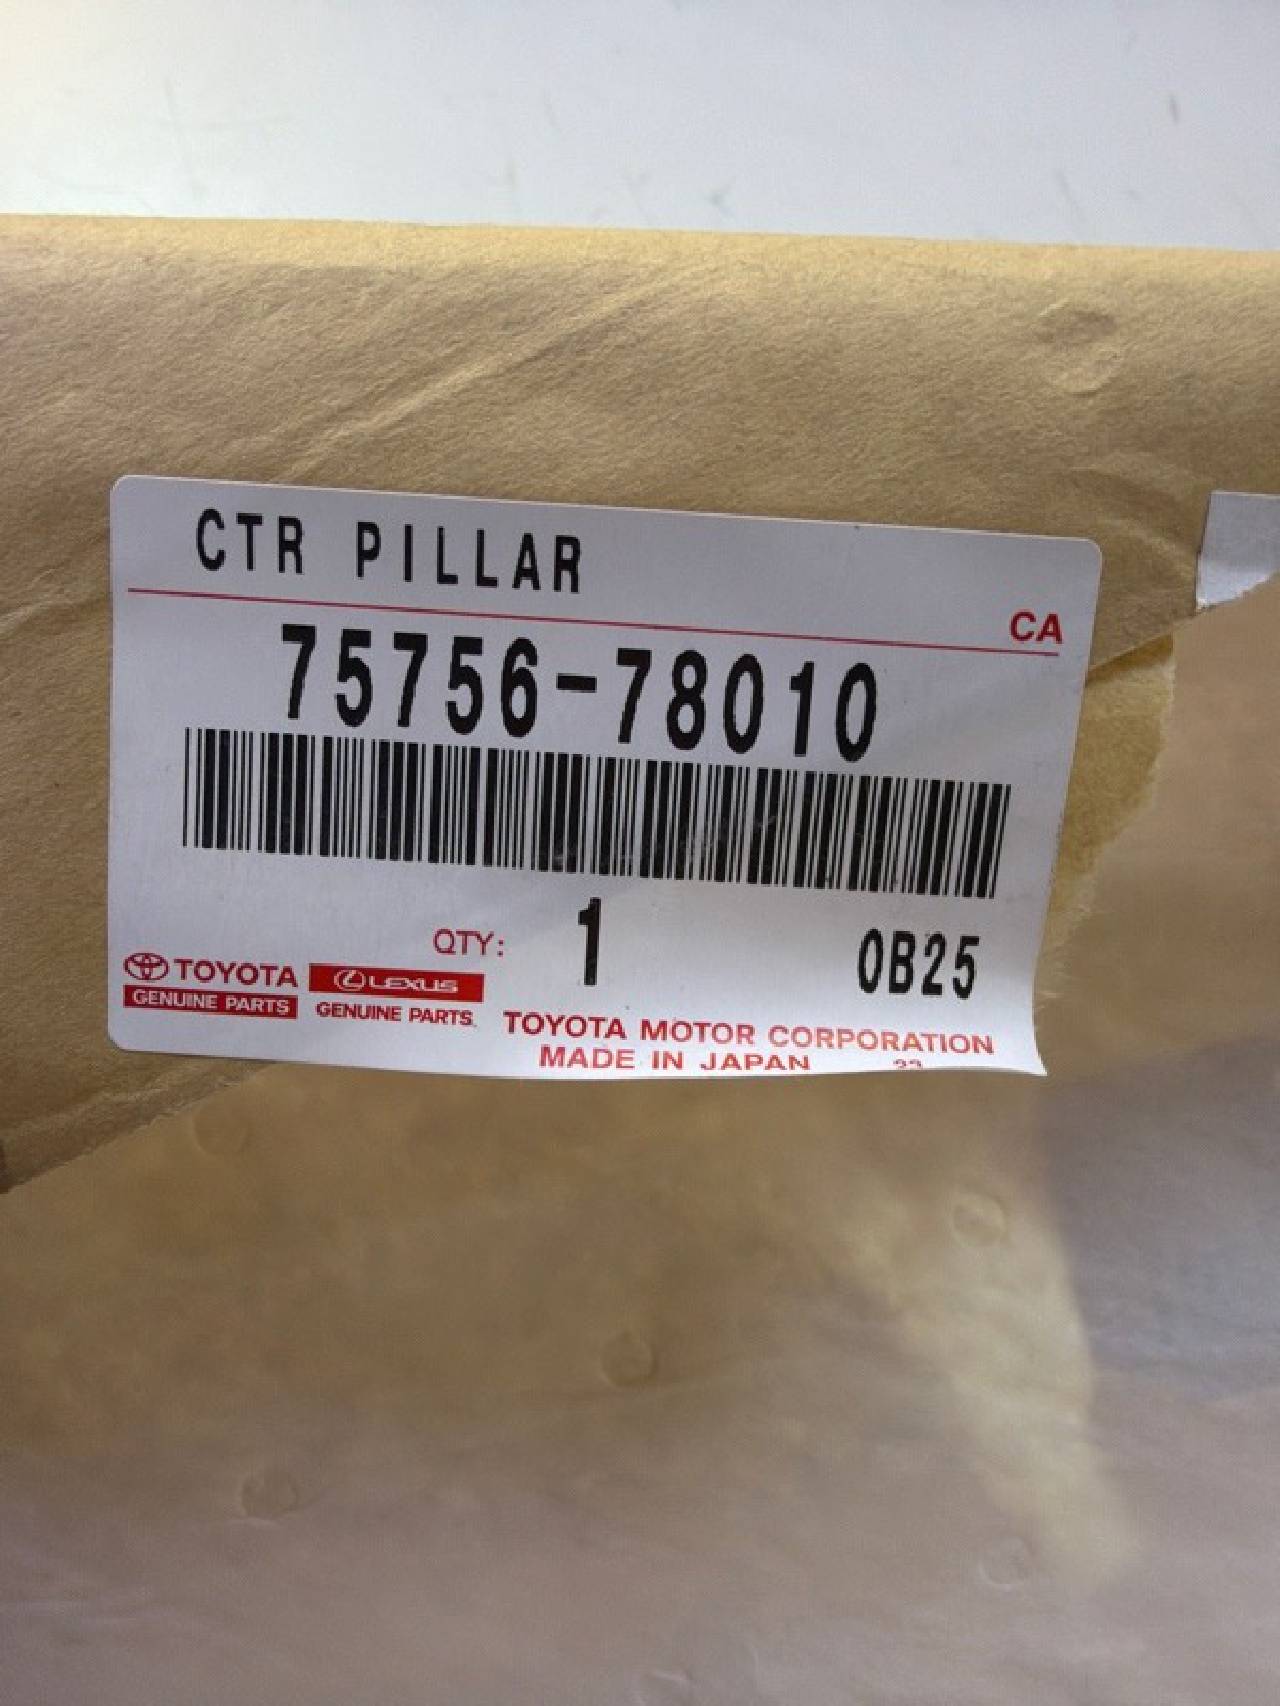 CTR PILLAR
CA
75756-78010
QTY: 1
0B25
TOYOTA LEXUS
GENUINE PARTS GENUINE PARTS
TOYOTA MOTOR CORPORATION
MADE IN JAPAN